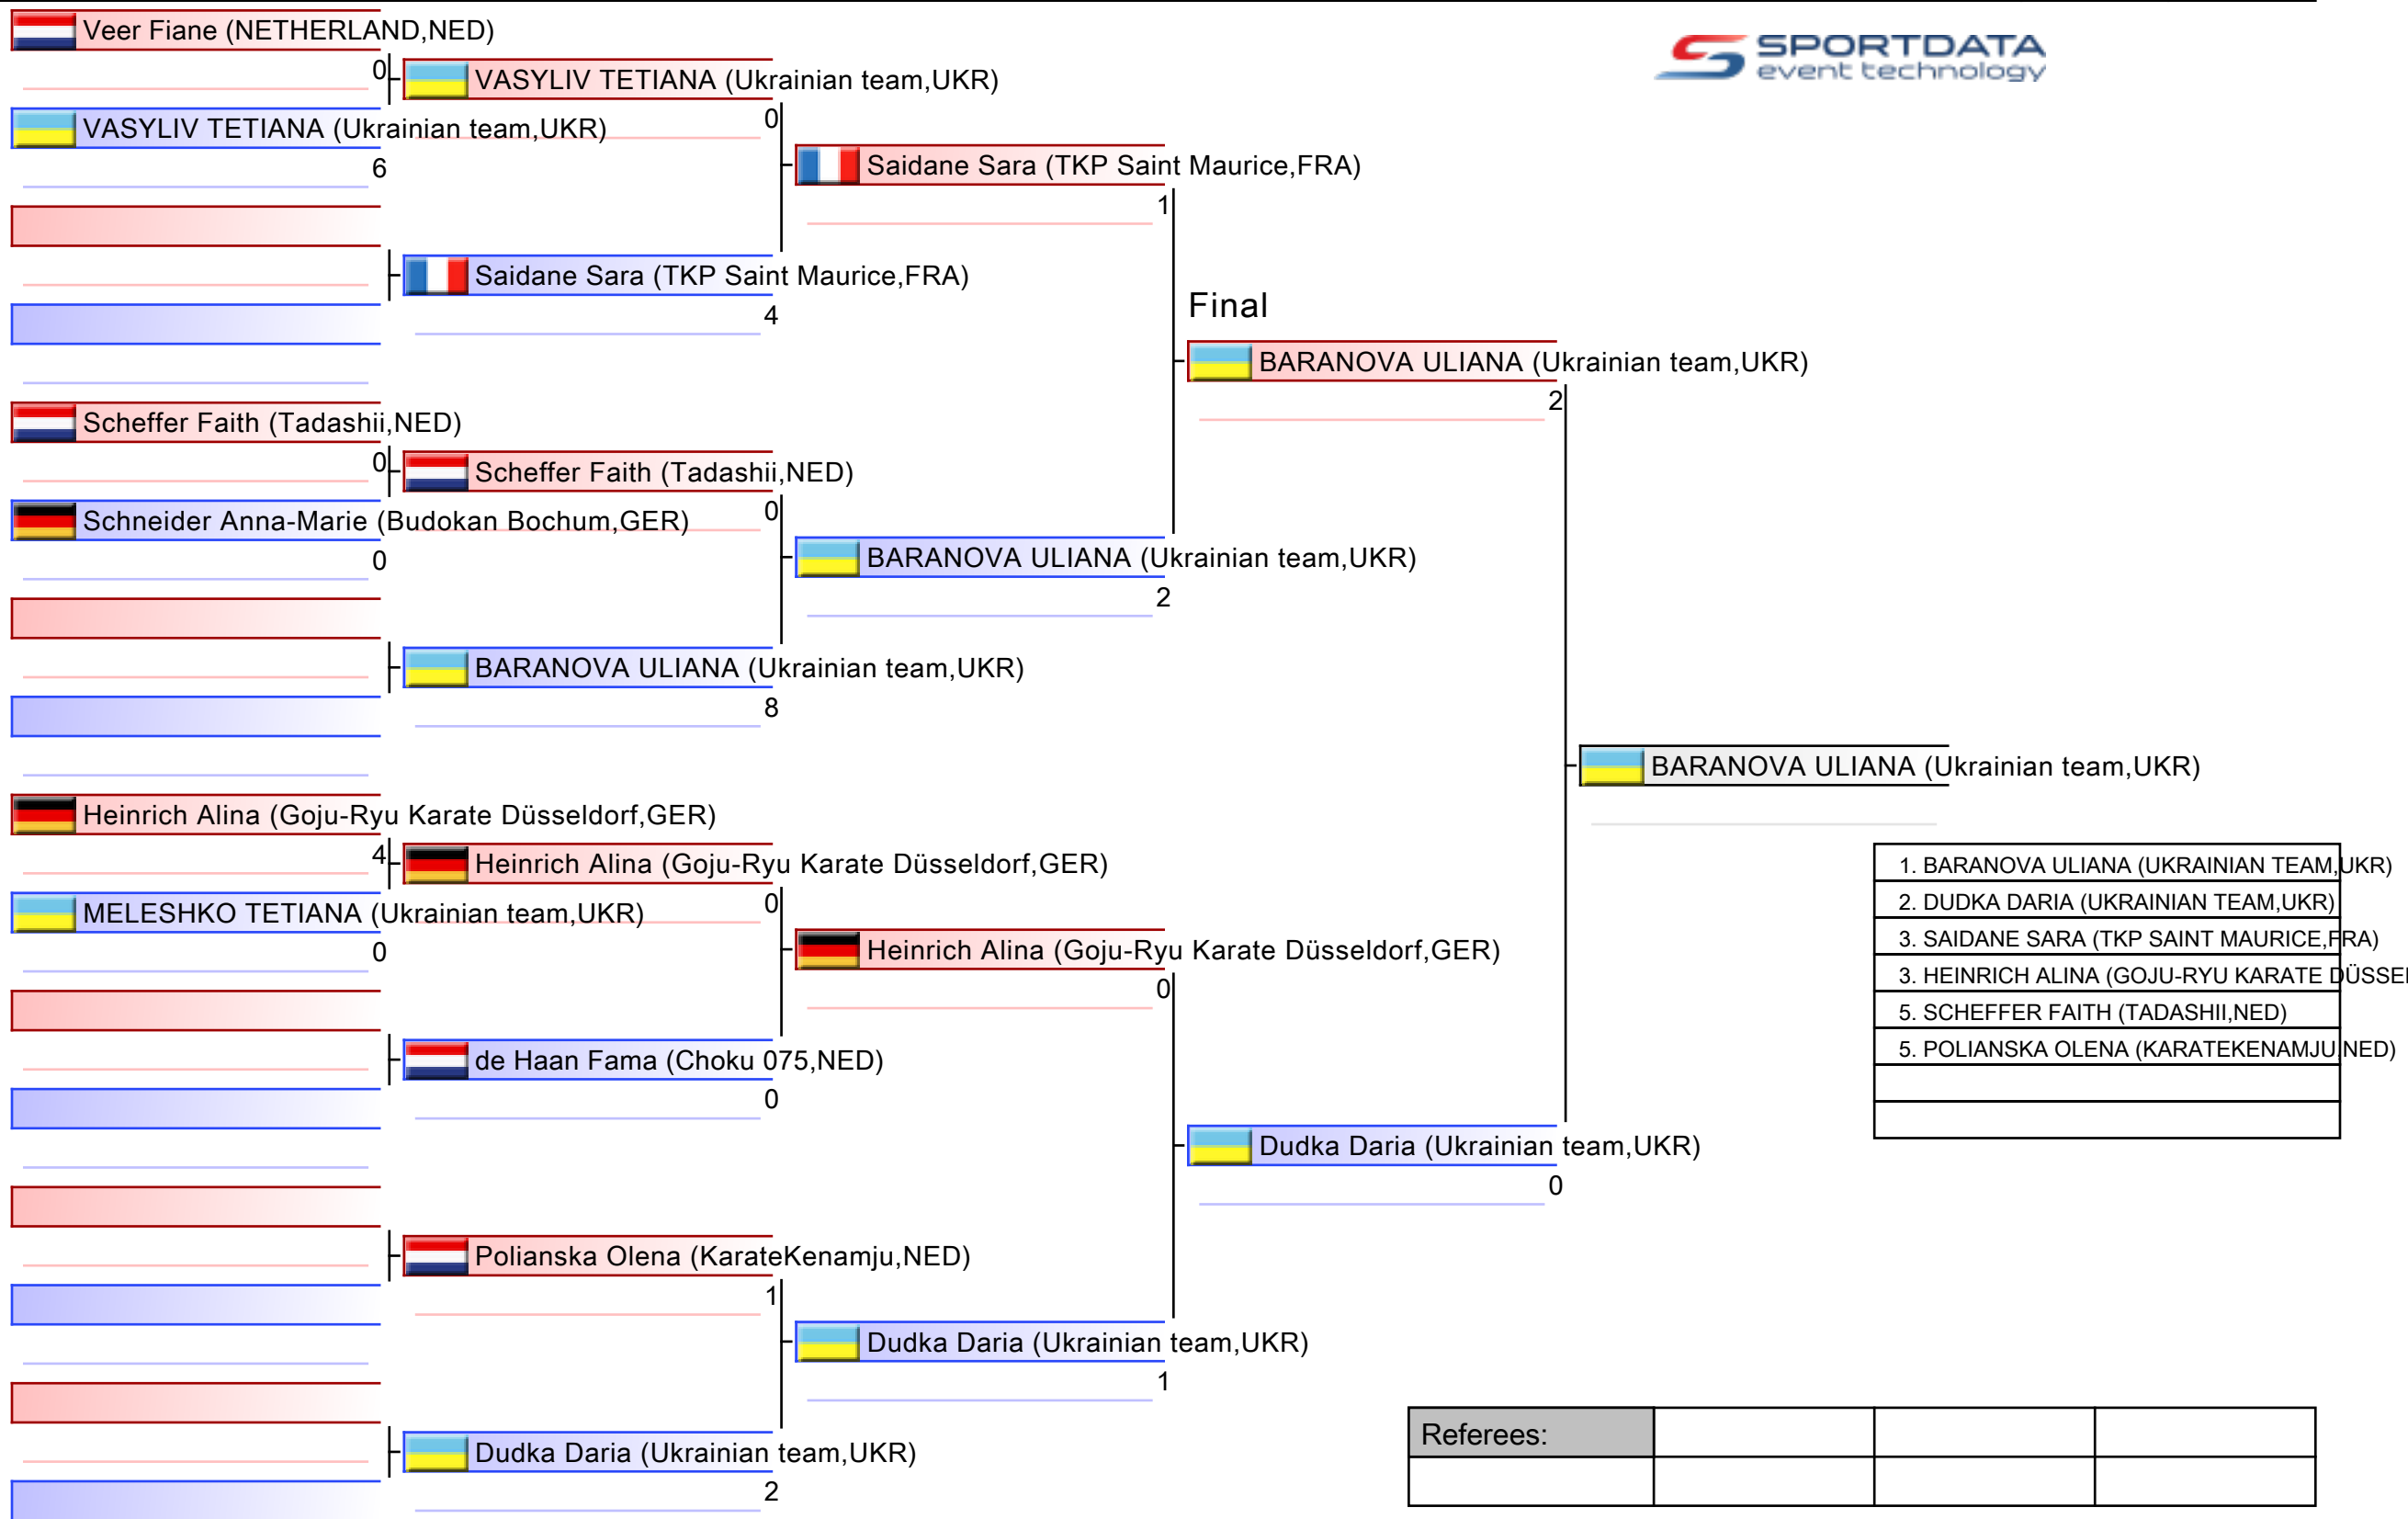 Veer Fiane (NETHERLAND,NED)
SPORTDATA
event technology
0
VASYLIV TETIANA (Ukrainian team,UKR)
VASYLIV TETIANA (Ukrainian team,UKR)
0
6
Saidane Sara (TKP Saint Maurice,FRA)
1
Saidane Sara (TKP Saint Maurice,FRA)
4
Final
BARANOVA ULIANA (Ukrainian team,UKR)
2
Scheffer Faith (Tadashii,NED)
0
Scheffer Faith (Tadashii,NED)
Schneider Anna-Marie (Budokan Bochum,GER)
0
0
BARANOVA ULIANA (Ukrainian team,UKR)
2
BARANOVA ULIANA (Ukrainian team,UKR)
8
BARANOVA ULIANA (Ukrainian team,UKR)
Heinrich Alina (Goju-Ryu Karate Düsseldorf,GER)
4
Heinrich Alina (Goju-Ryu Karate Düsseldorf,GER)
MELESHKO TETIANA (Ukrainian team,UKR)
0
0
Heinrich Alina (Goju-Ryu Karate Düsseldorf,GER)
0
de Haan Fama (Choku 075,NED)
0
1. BARANOVA ULIANA (UKRAINIAN TEAM,UKR)
2. DUDKA DARIA (UKRAINIAN TEAM,UKR)
3. SAIDANE SARA (TKP SAINT MAURICE,FRA)
3. HEINRICH ALINA (GOJU-RYU KARATE DÜSSE
5. SCHEFFER FAITH (TADASHII,NED)
5. POLIANSKA OLENA (KARATEKENAMJU,NED)
Dudka Daria (Ukrainian team,UKR)
0
Polianska Olena (KarateKenamju,NED)
1
Dudka Daria (Ukrainian team,UKR)
1
Dudka Daria (Ukrainian team,UKR)
2
Referees: